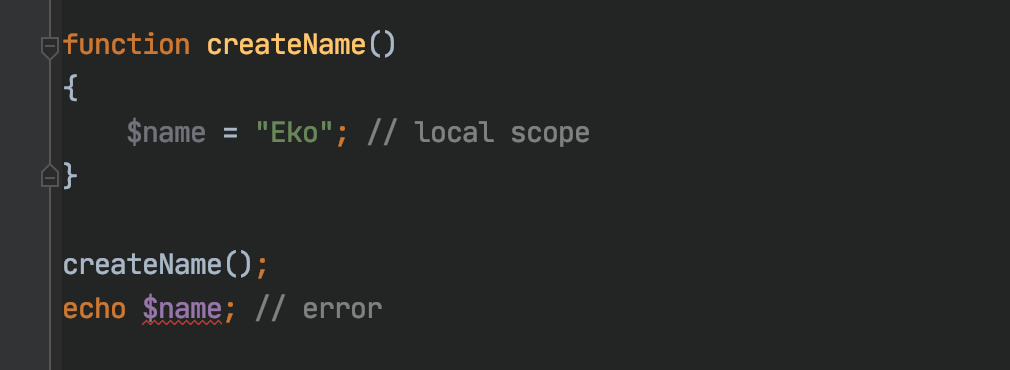 function createName()
{
    $name = "Eko"; // local scope
}
createName();
echo $name; // error